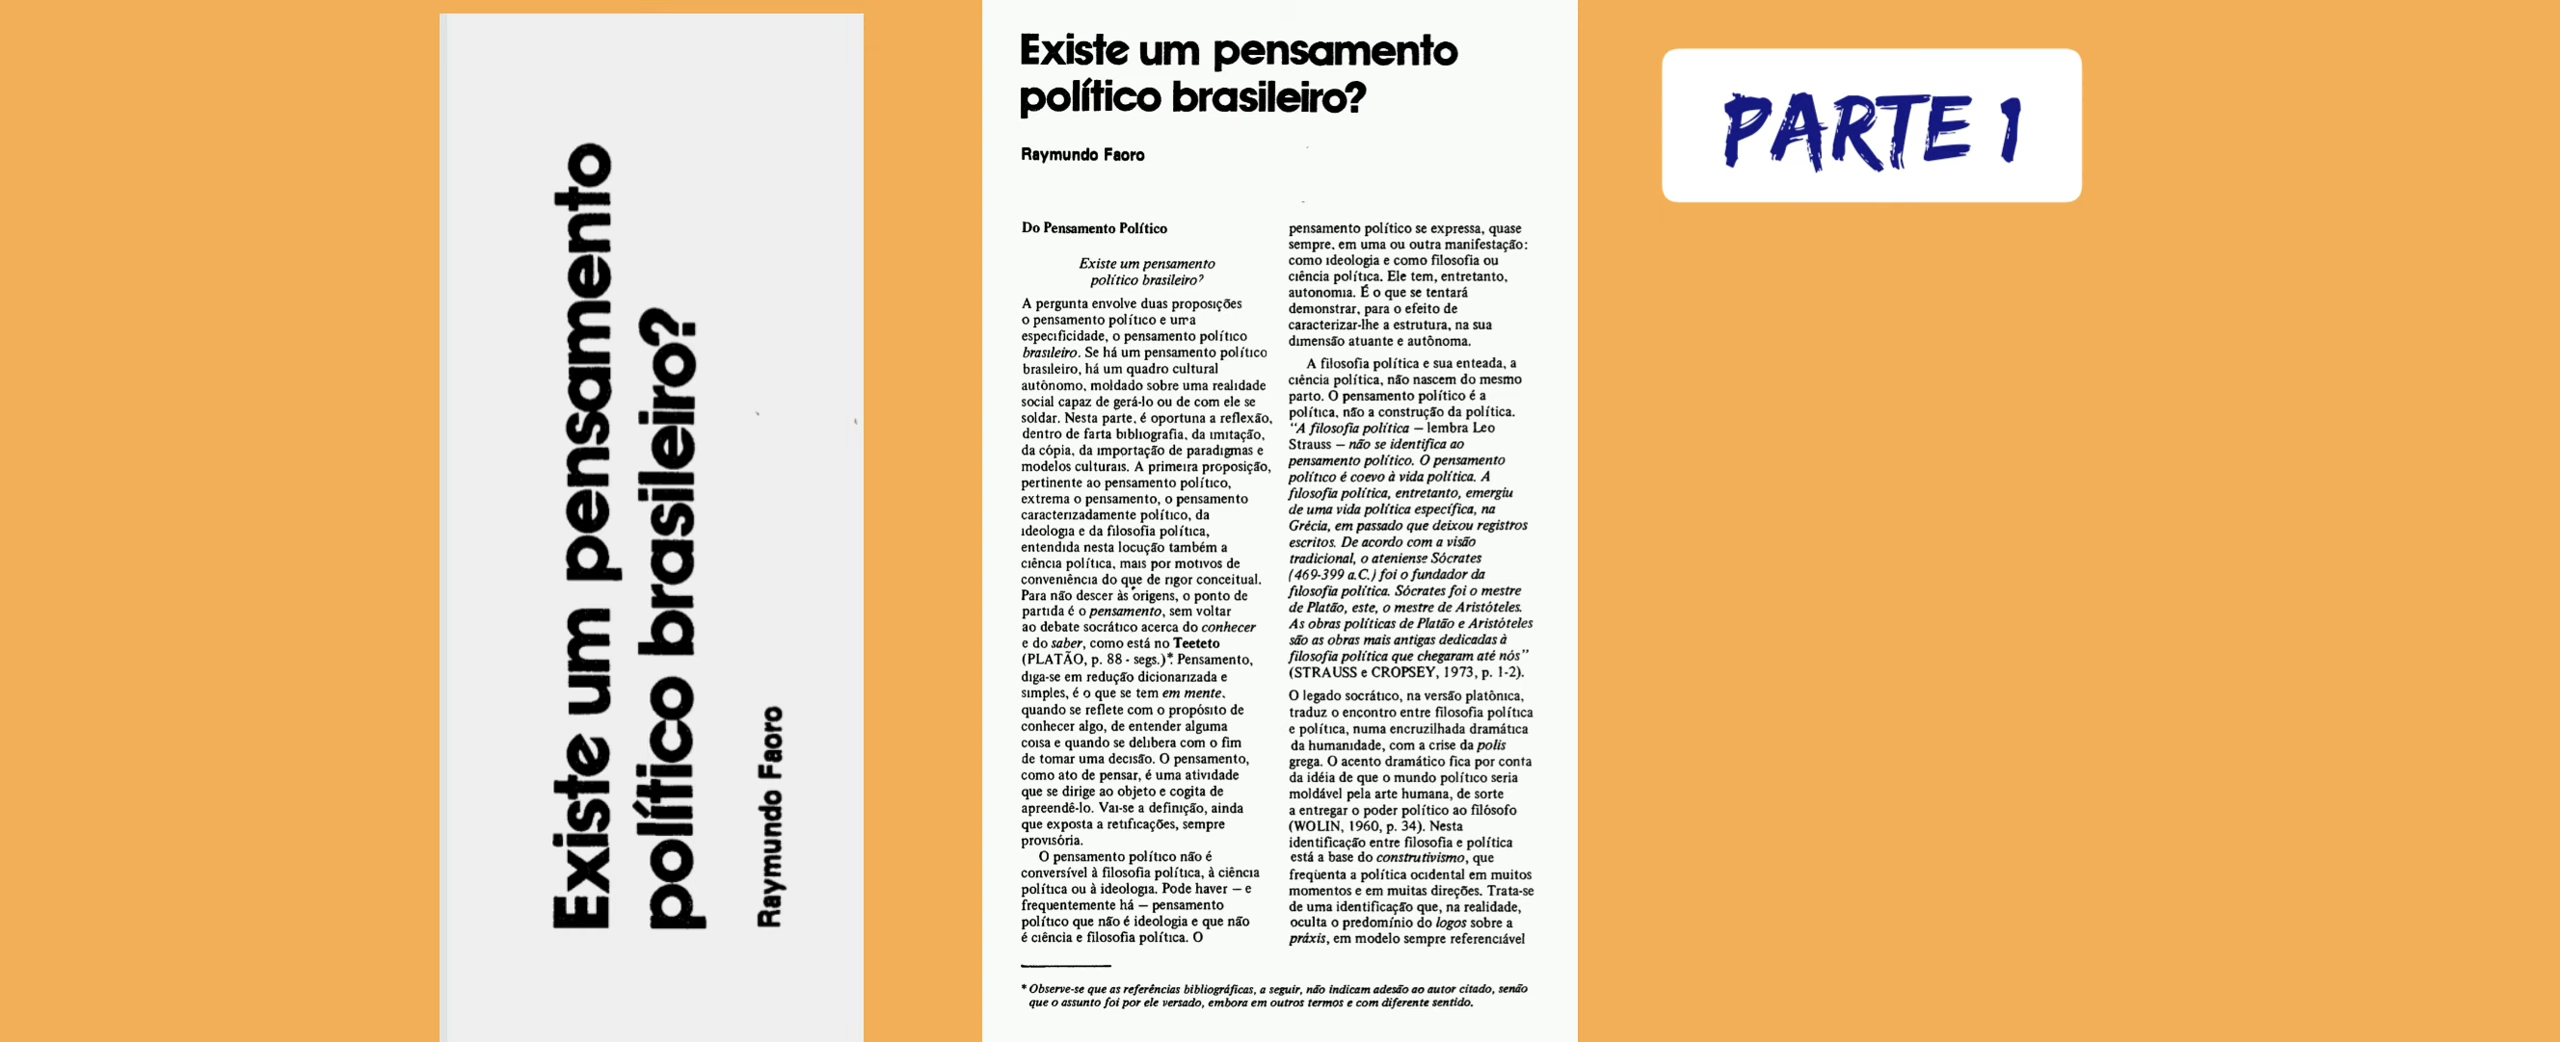 Existe um pensamento
político brasileiro?
Raymundo Faoro
Existe um pensamento
político brasileiro?
Raymundo Faoro
Do Pensamento Político
Existe um pensamento
político brasileiro?
A pergunta envolve duas proposições
o pensamento político e uma
especificidade, o pensamento político
brasileiro. Se há um pensamento político
brasileiro, há um quadro cultural
autônomo, moldado sobre uma realidade
social capaz de gerá-lo ou de com ele se
soldar. Nesta parte, é oportuna a reflexão,
dentro de farta bibliografia, da imitação,
da cópia, da importação de paradigmas e
modelos culturais. A primeira proposição,
pertinente ao pensamento político,
extrema o pensamento, o pensamento
caracterizadamente político, da
ideologia e da filosofia política,
entendida nesta locução também a
ciência política, mais por motivos de
conveniência do que de rigor conceitual.
Para não descer às origens, o ponto de
partida é o pensamento, sem voltar
ao debate socrático acerca do conhecer
e do saber, como está no Teeteto
(PLATÃO, p. 88 - segs.)*. Pensamento,
diga-se em redução dicionarizada e
simples, é o que se tem em mente,
quando se reflete com o propósito de
conhecer algo, de entender alguma
coisa e quando se delibera com o fim
de tomar uma decisão. O pensamento,
como ato de pensar, é uma atividade
que se dirige ao objeto e cogita de
apreendê-lo. Vai-se a definição, ainda
que exposta a retificações, sempre
provisória.
O pensamento político não é
conversível à filosofia política, à ciência
política ou à ideologia. Pode haver — e
frequentemente há — pensamento
político que não é ideologia e que não
é ciência e filosofia política. O
pensamento político se expressa, quase
sempre, em uma ou outra manifestação:
como ideologia e como filosofia ou
ciência política. Ele tem, entretanto,
autonomia. É o que se tentará
demonstrar, para o efeito de
caracterizar-lhe a estrutura, na sua
dimensão atuante e autônoma.
A filosofia política e sua enteada, a
ciência política, não nascem do mesmo
parto. O pensamento político é a
política, não a construção da política.
"A filosofia política — lembra Leo
Strauss — não se identifica ao
pensamento político. O pensamento
político é coevo à vida política. A
filosofia política, entretanto, emergiu
de uma vida política específica, na
Grécia, em passado que deixou registros
escritos. De acordo com a visão
tradicional, o ateniense Sócrates
(469-399 a.C.) foi o fundador da
filosofia política. Sócrates foi o mestre
de Platão, este, o mestre de Aristóteles.
As obras políticas de Platão e Aristóteles
são as obras mais antigas dedicadas à
filosofia política que chegaram até nós"
(STRAUSS e CROPSEY, 1973, p. 1-2).
O legado socrático, na versão platônica,
traduz o encontro entre filosofia política
e política, numa encruzilhada dramática
da humanidade, com a crise da polis
grega. O acento dramático fica por conta
da idéia de que o mundo político seria
moldável pela arte humana, de sorte
a entregar o poder político ao filósofo
(WOLIN, 1960, p. 34). Nesta
identificação entre filosofia e política
está a base do construtivismo, que
freqüenta a política ocidental em muitos
momentos e em muitas direções. Trata-se
de uma identificação que, na realidade,
oculta o predomínio do logos sobre a
práxis, em modelo sempre referenciável
* Observe-se que as referências bibliográficas, a seguir, não indicam adesão ao autor citado, senão
que o assunto foi por ele versado, embora em outros termos e com diferente sentido.
PARTE 1